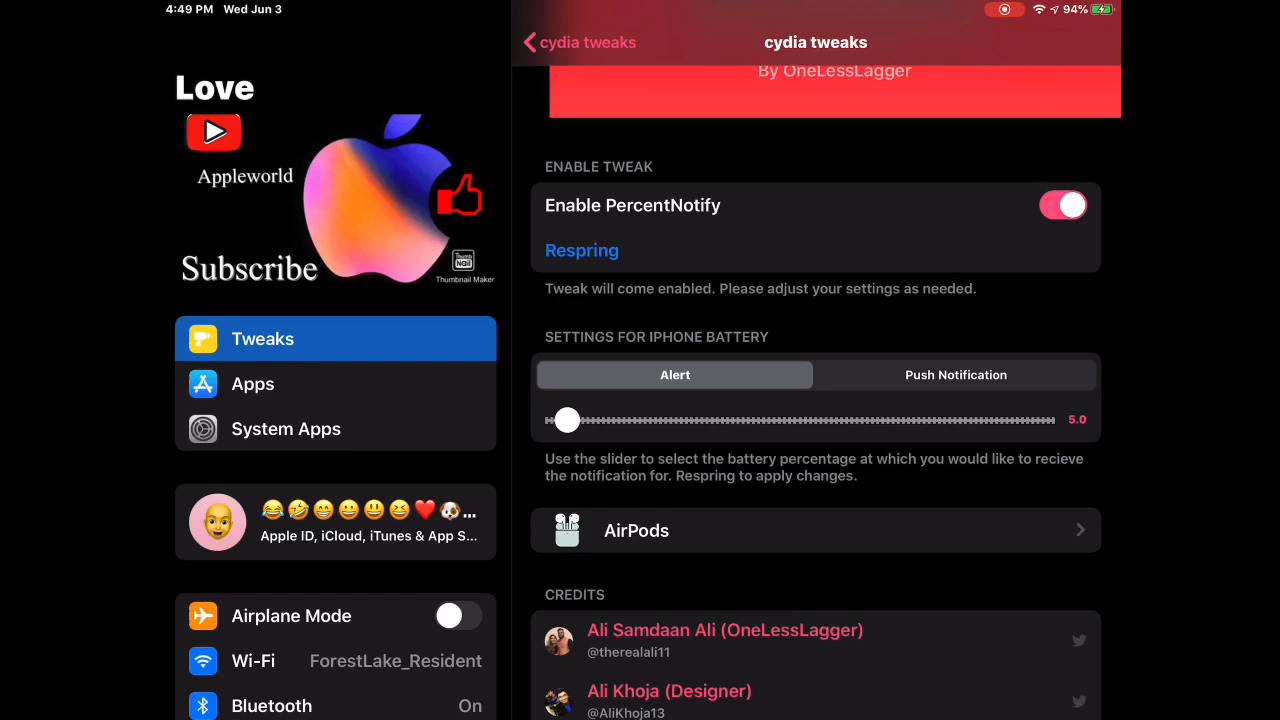 4:49 PM Wed Jun 3
94%
Love
Appleworld
Subscribe
Thumb
Nail
Thumbnail Maker
Tweaks
Apps
System Apps
😂🤣😁😀😃😆❤️🐶...
Apple ID, iCloud, iTunes & App S...
Airplane Mode
Wi-Fi ForestLake_Resident
Bluetooth On
cydia tweaks cydia tweaks
By OneLessLagger
ENABLE TWEAK
Enable PercentNotify
Respring
Tweak will come enabled. Please adjust your settings as needed.
SETTINGS FOR IPHONE BATTERY
Alert Push Notification
5.0
Use the slider to select the battery percentage at which you would like to recieve
the notification for. Respring to apply changes.
AirPods
CREDITS
Ali Samdaan Ali (OneLessLagger)
@therealali11
Ali Khoja (Designer)
@AliKhoja13